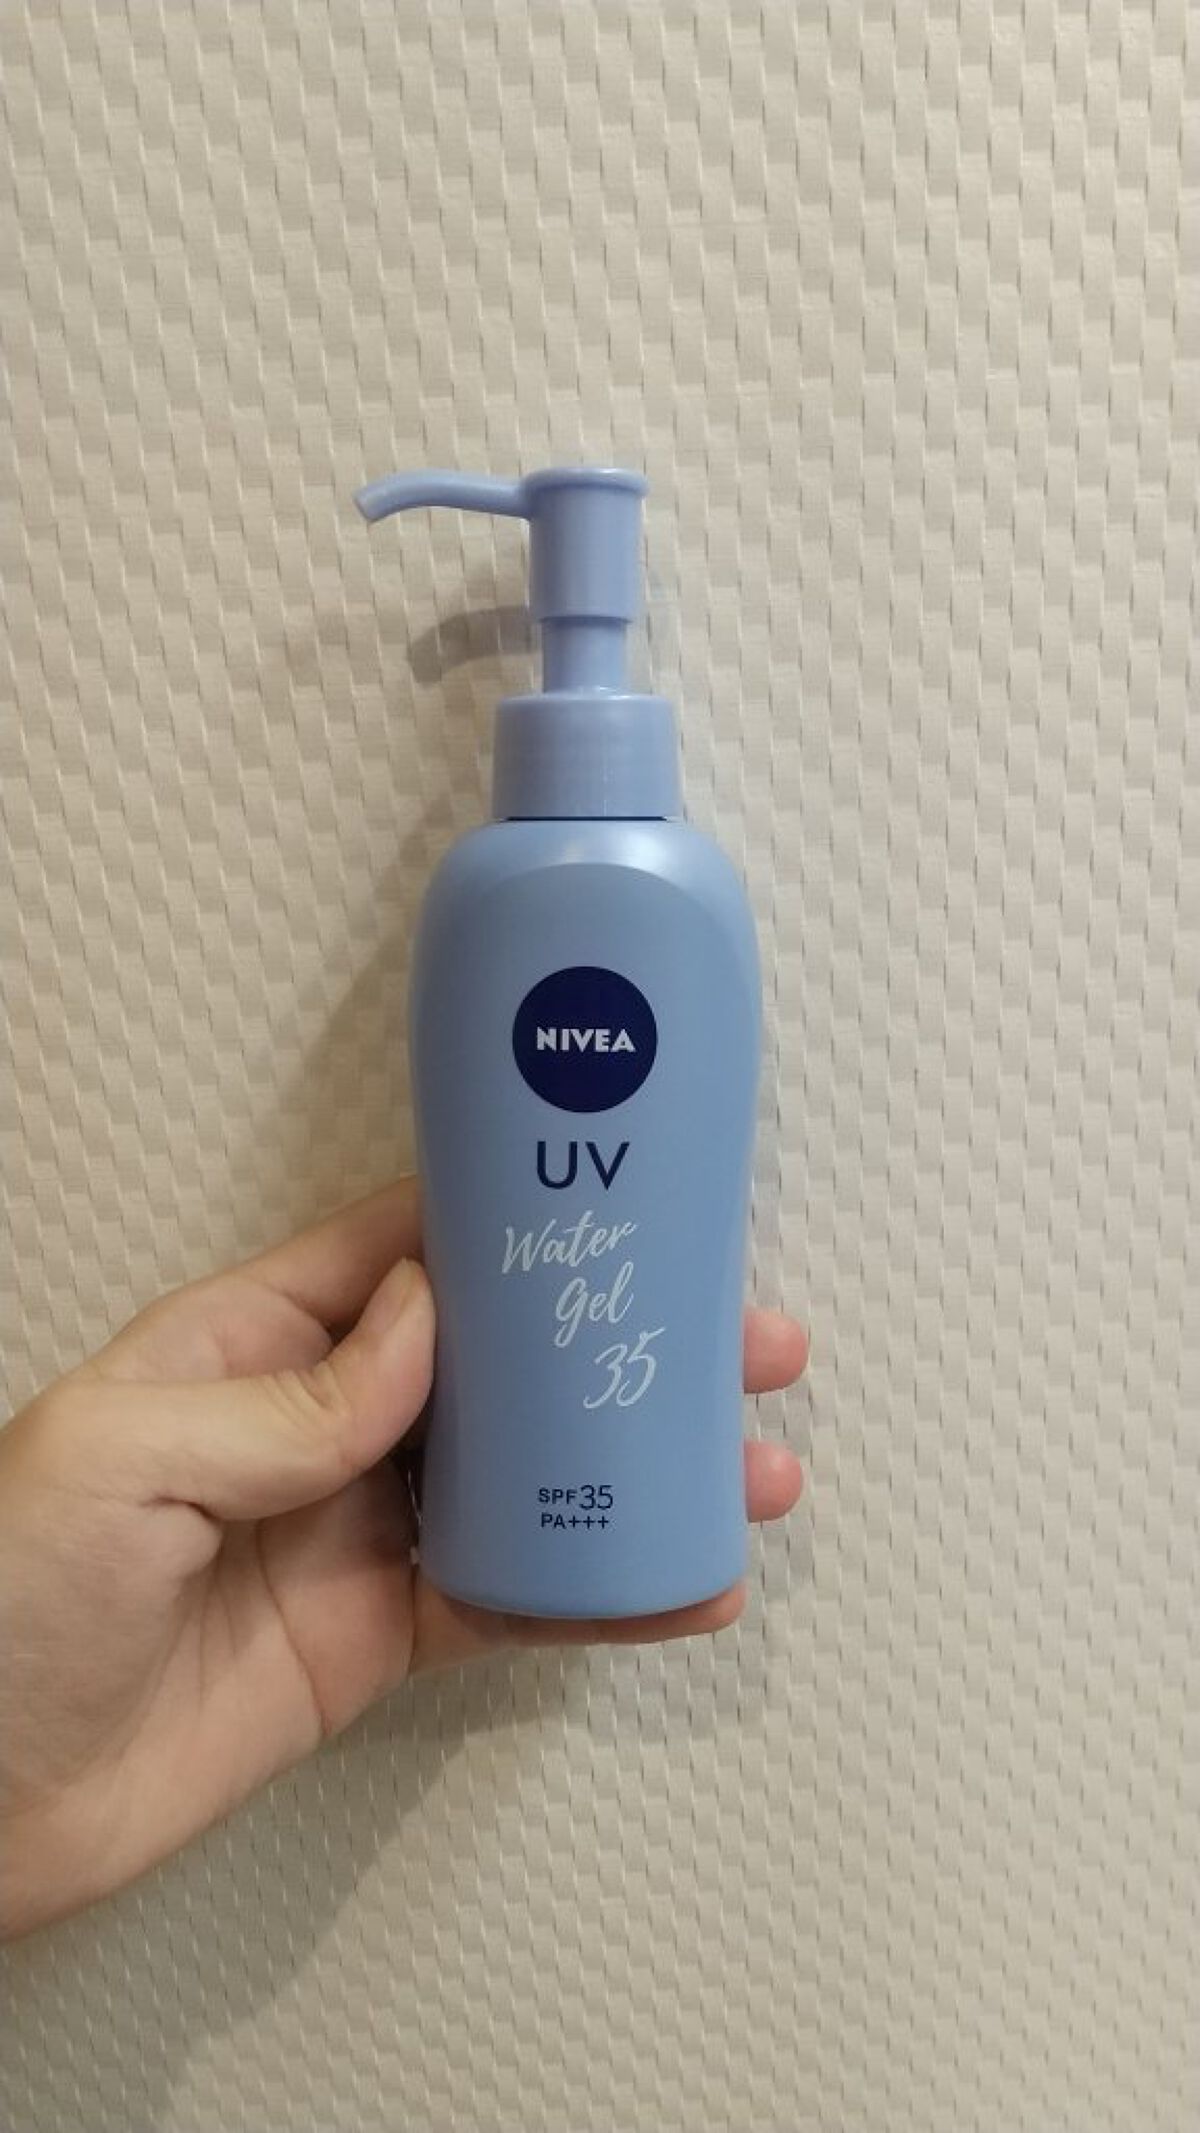 NIVEA
UV
Water
Gel
35
SPF35
PA+++